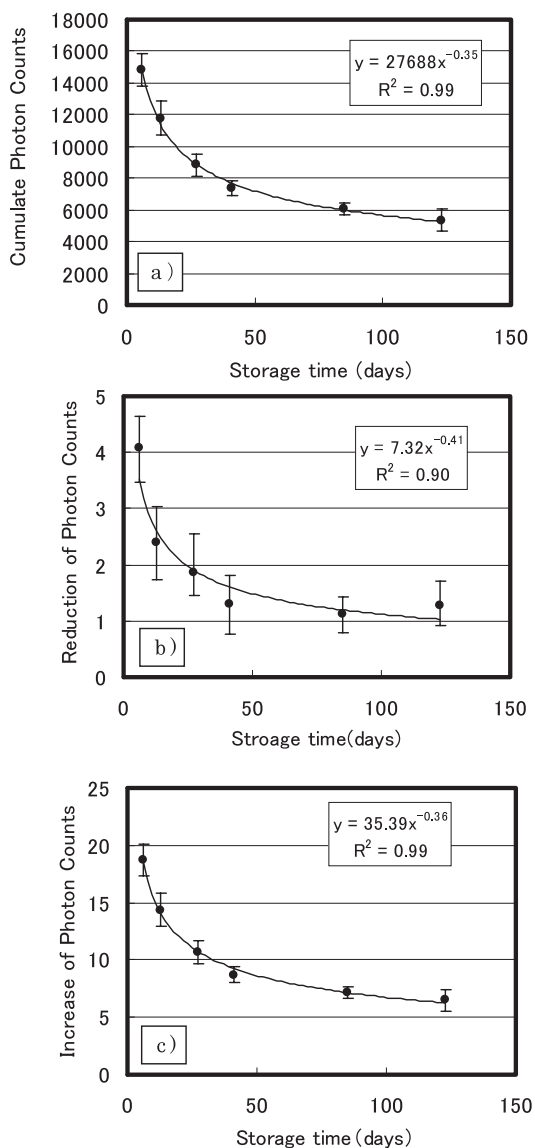 18000
16000
14000
12000
10000
8000
6000
4000
2000
0
Cumulate Photon Counts
y = 27688x^-0.35
R² = 0.99
a)
0 50 100 150
Storage time (days)
5
4
3
2
1
0
Reduction of Photon Counts
y = 7.32x^-0.41
R² = 0.90
b)
0 50 100 150
Stroage time(days)
25
20
15
10
5
0
Increase of Photon Counts
y = 35.39x^-0.36
R² = 0.99
c)
0 50 100 150
Storage time (days)